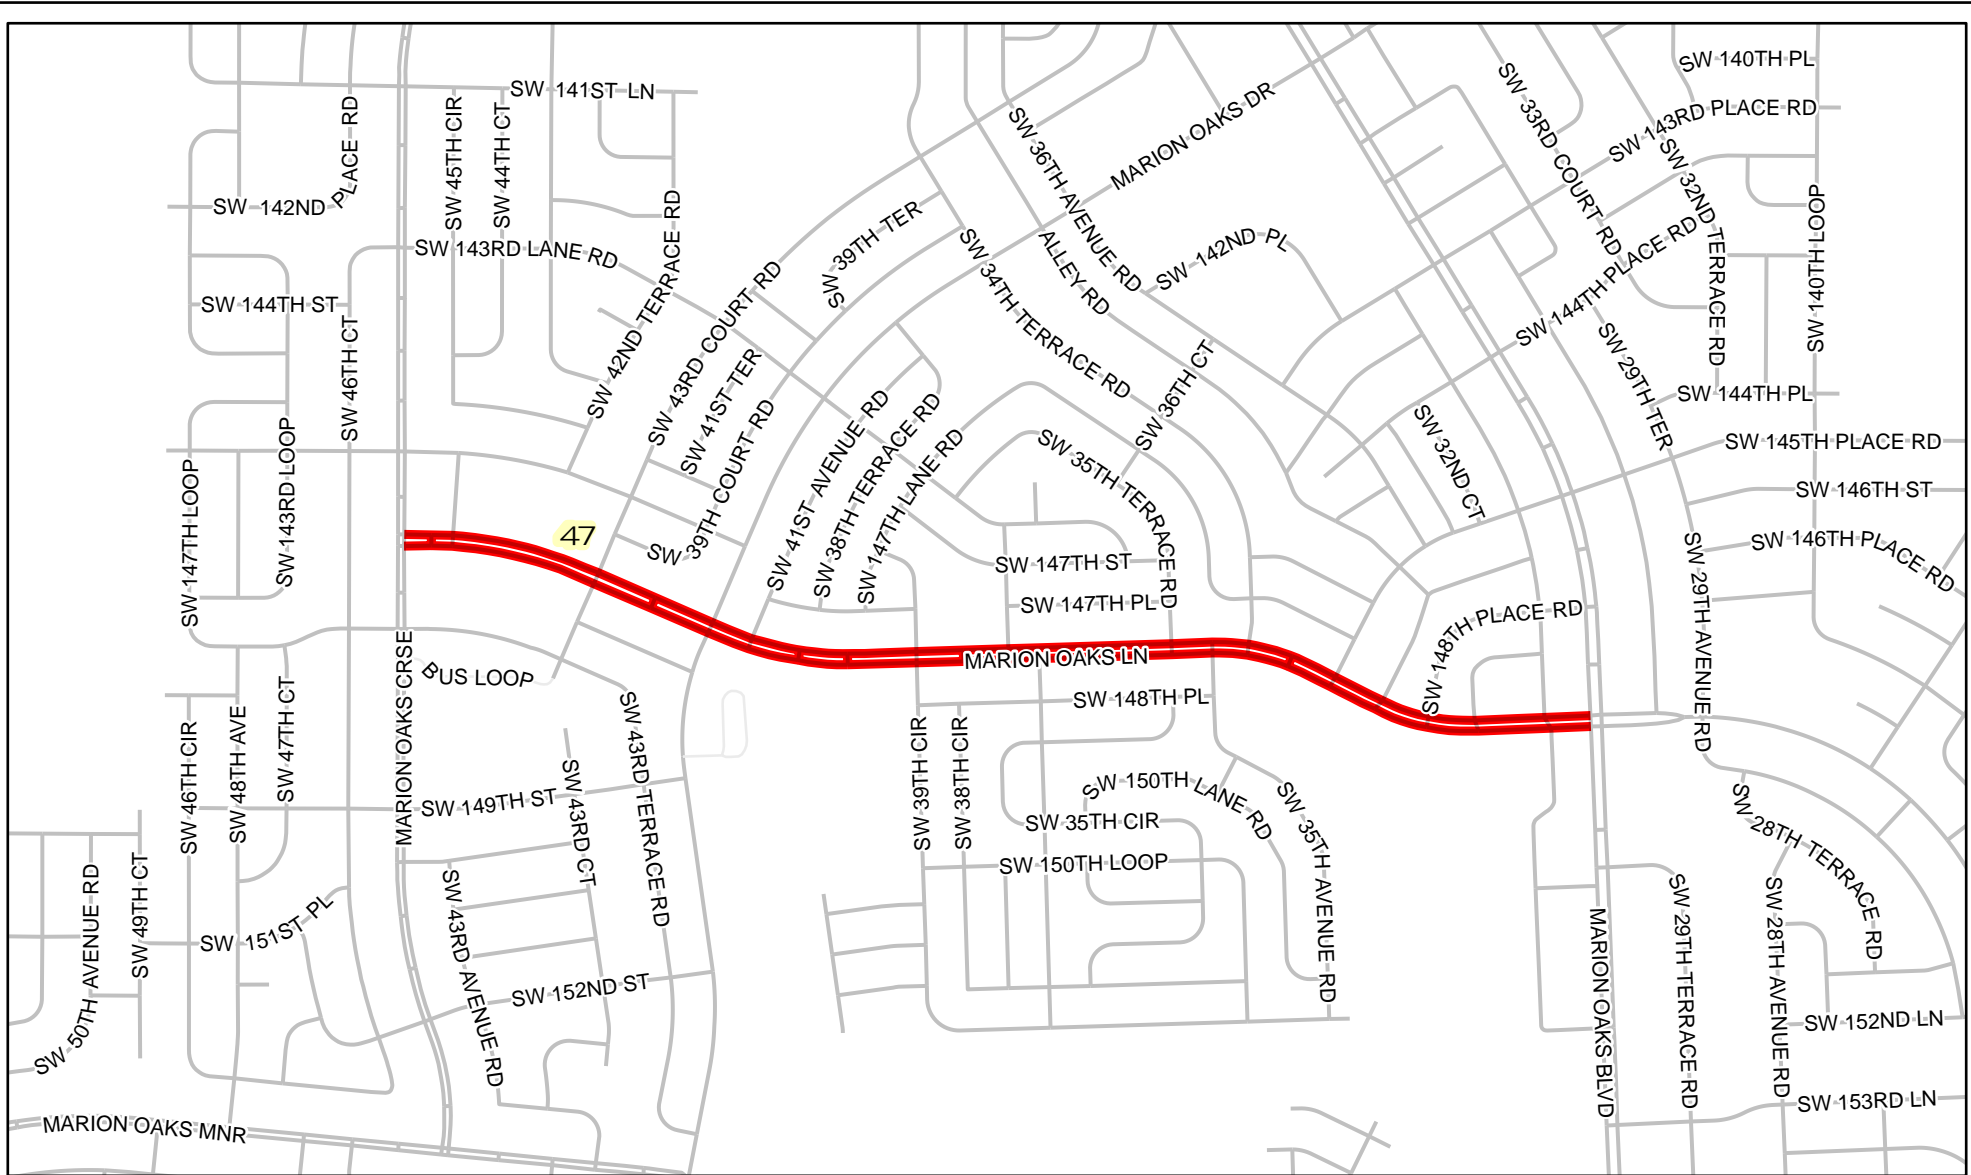 SW 140TH PL
SW 141ST LN
MARION OAKS DR
SW 143RD PLACE RD
PLACE RD
SW 45TH CIR
SW 44TH CT
SW 36TH AVENUE RD
SW 33RD COURT RD
SW 32ND TERRACE RD
SW 142ND
SW 39TH TER
SW
SW 142ND PL
SW 140TH LOOP
SW 143RD LANE RD
SW 42ND TERRACE RD
SW 43RD COURT RD
SW 34TH TERRACE RD
ALLEY RD
SW 144TH PLACE RD
SW 144TH ST
SW 46TH CT
SW 41ST TER
SW 39TH COURT RD
SW 36TH CT
SW 29TH TER
SW 144TH PL
SW 41ST AVENUE RD
SW 38TH TERRACE RD
SW 147TH LANE RD
SW 35TH TERRACE RD
SW 32ND CT
SW 145TH PLACE RD
SW 147TH LOOP
SW 143RD LOOP
SW 146TH ST
47
SW 146TH PLACE RD
SW 147TH ST
SW 147TH PL
SW 29TH AVENUE RD
SW 148TH PLACE RD
MARION OAKS LN
MARION OAKS CRSE
BUS LOOP
SW 148TH PL
SW 46TH CIR
SW 48TH AVE
SW 47TH CT
SW 43RD TERRACE RD
SW 39TH CIR
SW 38TH CIR
SW 149TH ST
SW 43RD CT
SW 150TH LANE RD
SW 35TH CIR
SW 35TH AVENUE RD
SW 150TH LOOP
SW 28TH TERRACE RD
SW 50TH AVENUE RD
SW 49TH CT
SW 151ST PL
SW 43RD AVENUE RD
SW 152ND ST
MARION OAKS BLVD
SW 29TH TERRACE RD
SW 28TH AVENUE RD
SW 152ND LN
SW 153RD LN
MARION OAKS MNR